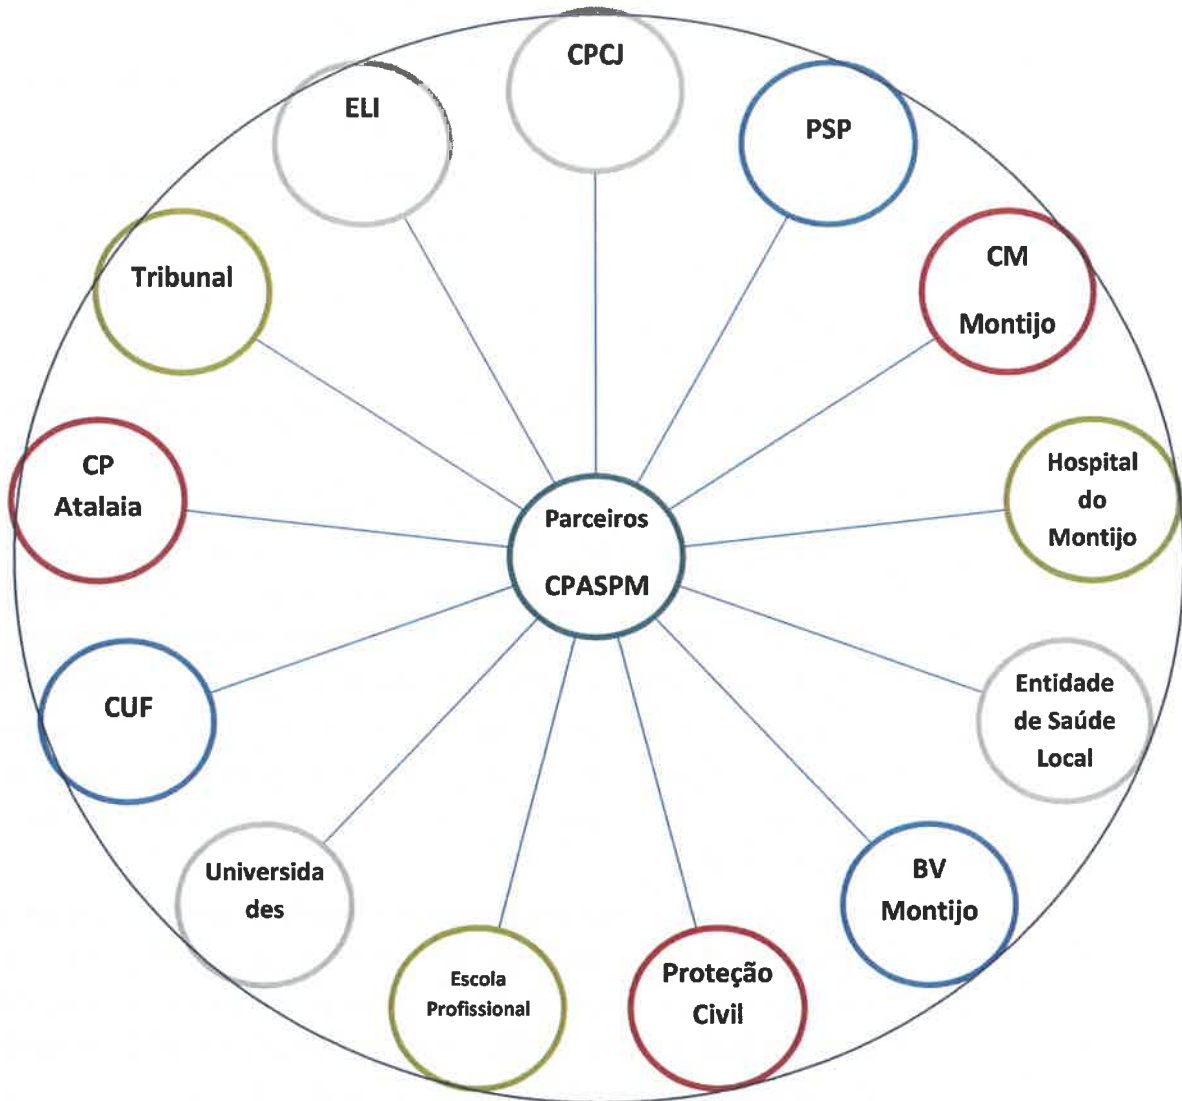 CPCJ
ELI
PSP
Tribunal
CM
Montijo
CP
Atalaia
Hospital
do
Montijo
Parceiros
CPASPM
CUF
Entidade
de Saúde
Local
Universida
des
BV
Montijo
Escola
Profissional
Proteção
Civil